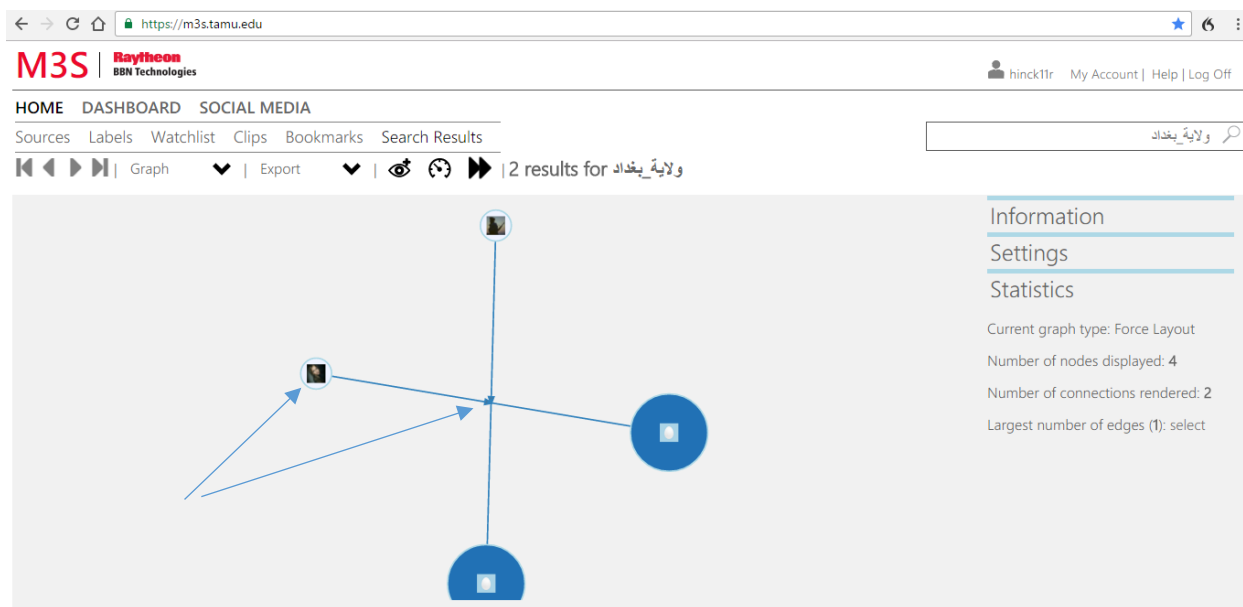 https://m3s.tamu.edu
M3S | Raytheon BBN Technologies
hinck11r My Account | Help | Log Off
HOME DASHBOARD SOCIAL MEDIA
Sources Labels Watchlist Clips Bookmarks Search Results
ولاية_بغداد
| Graph | Export | | 2 results for ولاية_بغداد
Information
Settings
Statistics
Current graph type: Force Layout
Number of nodes displayed: 4
Number of connections rendered: 2
Largest number of edges (1): select